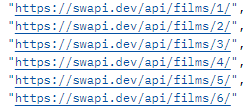 "https://swapi.dev/api/films/1/",
"https://swapi.dev/api/films/2/",
"https://swapi.dev/api/films/3/",
"https://swapi.dev/api/films/4/",
"https://swapi.dev/api/films/5/",
"https://swapi.dev/api/films/6/"